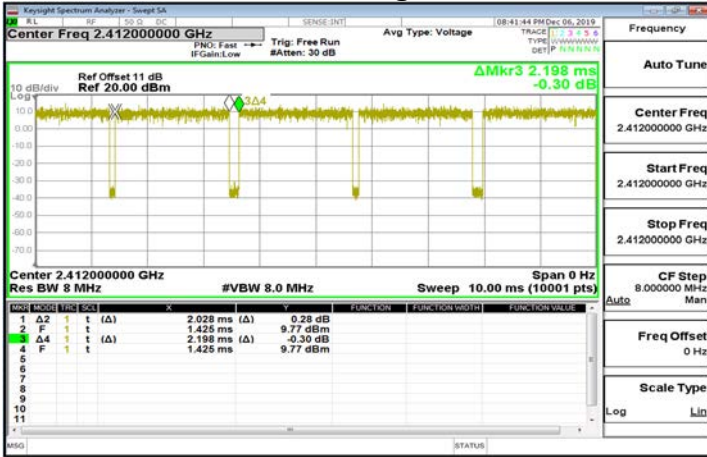 Keysight Spectrum Analyzer - Swept SA
RL RF 50 Ω DC SENSE:INT 08:41:44 PM Dec 06, 2019
Center Freq 2.412000000 GHz
PNO: Fast Trig: Free Run
IFGain:Low #Atten: 30 dB
Avg Type: Voltage
TRACE 1 2 3 4 5 6
TYPE
DET P N N N N N
Frequency
Auto Tune
Ref Offset 11 dB
10 dB/div Ref 20.00 dBm
Log
ΔMkr3 2.198 ms
-0.30 dB
3Δ4
10.0
0.00
-10.0
-20.0
-30.0
-40.0
-50.0
-60.0
-70.0
Center Freq
2.412000000 GHz
Start Freq
2.412000000 GHz
Stop Freq
2.412000000 GHz
CF Step
8.000000 MHz
Auto Man
Freq Offset
0 Hz
Scale Type
Log Lin
Center 2.412000000 GHz Span 0 Hz
Res BW 8 MHz #VBW 8.0 MHz Sweep 10.00 ms (10001 pts)
MKR MODE TRC SCL X Y FUNCTION FUNCTION WIDTH FUNCTION VALUE
1 Δ2 1 t (Δ) 2.028 ms (Δ) 0.28 dB
2 F 1 t 1.425 ms 9.77 dBm
3 Δ4 1 t (Δ) 2.198 ms (Δ) -0.30 dB
4 F 1 t 1.425 ms 9.77 dBm
5
6
7
8
9
10
11
MSG STATUS